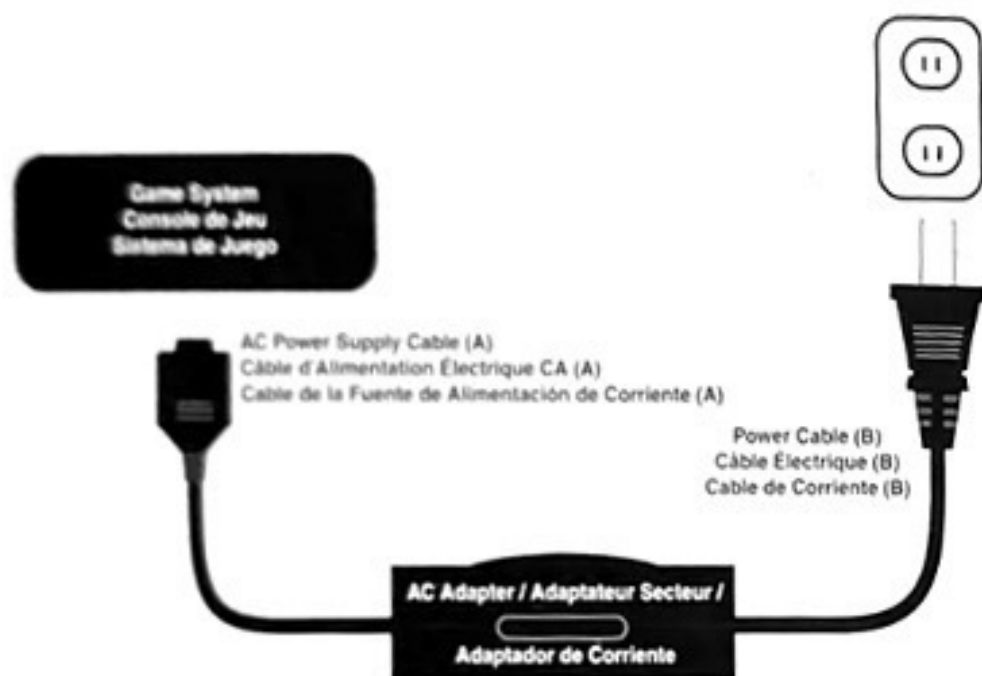 Game System
Console de Jeu
Sistema de Juego
AC Power Supply Cable (A)
Câble d'Alimentation Électrique CA (A)
Cable de la Fuente de Alimentación de Corriente (A)
Power Cable (B)
Câble Électrique (B)
Cable de Corriente (B)
AC Adapter / Adaptateur Secteur /
Adaptador de Corriente